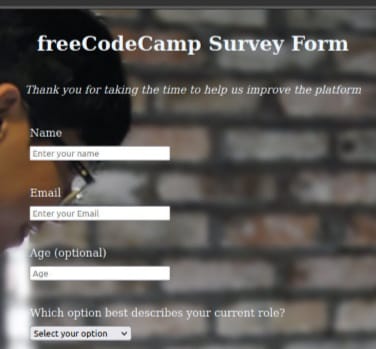 freeCodeCamp Survey Form
Thank you for taking the time to help us improve the platform
Name
Enter your name
Email
Enter your Email
Age (optional)
Age
Which option best describes your current role?
Select your option